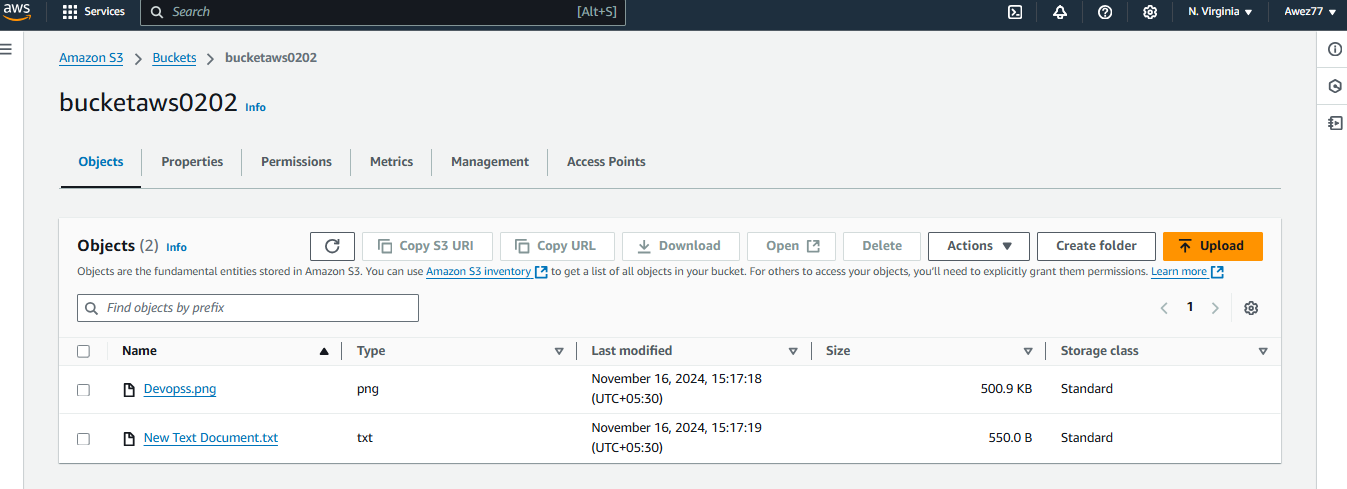 aws Services Search [Alt+S] N. Virginia Awez77
Amazon S3 Buckets bucketaws0202
bucketaws0202 Info
Objects Properties Permissions Metrics Management Access Points
Objects (2) Info Copy S3 URI Copy URL Download Open Delete Actions Create folder Upload
Objects are the fundamental entities stored in Amazon S3. You can use Amazon S3 inventory to get a list of all objects in your bucket. For others to access your objects, you'll need to explicitly grant them permissions. Learn more
Find objects by prefix 1
Name Type Last modified Size Storage class
Devopss.png png November 16, 2024, 15:17:18 500.9 KB Standard
(UTC+05:30)
New Text Document.txt txt November 16, 2024, 15:17:19 550.0 B Standard
(UTC+05:30)